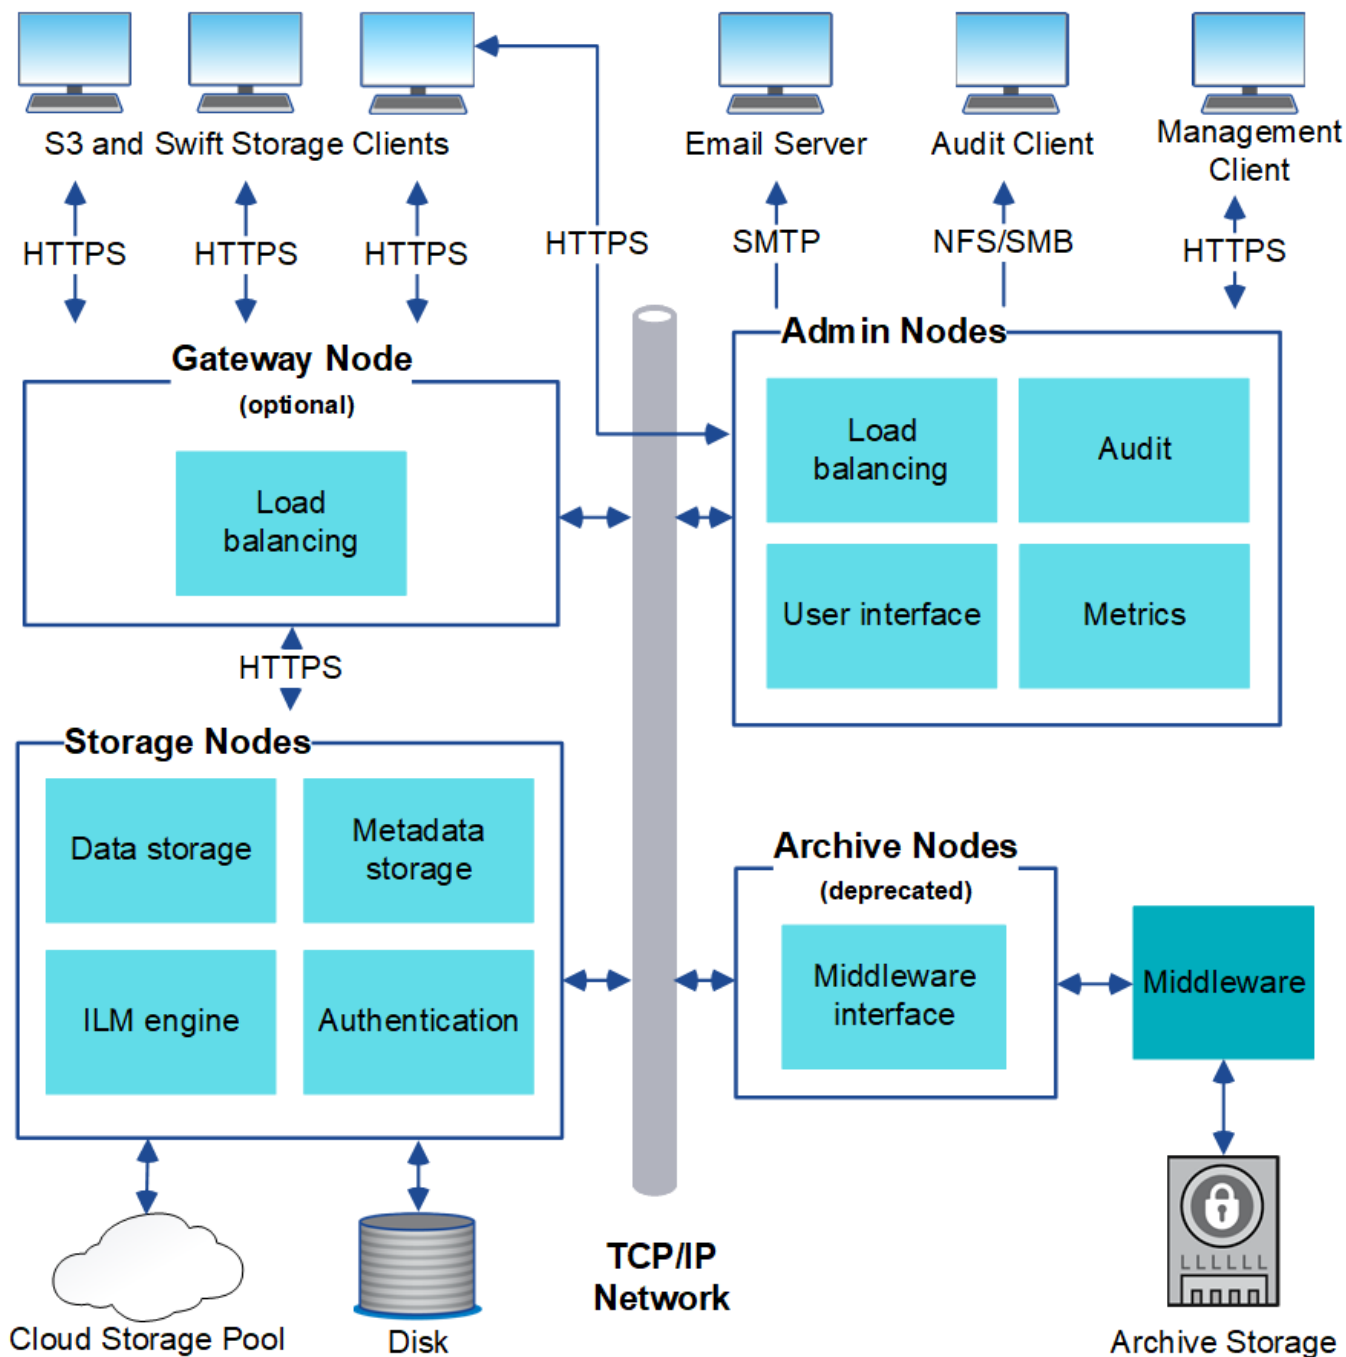 S3 and Swift Storage Clients
Email Server
Audit Client
Management
Client
HTTPS
HTTPS
HTTPS
HTTPS
SMTP
NFS/SMB
HTTPS
Gateway Node
(optional)
Load
balancing
HTTPS
Admin Nodes
Load
balancing
Audit
User interface
Metrics
Storage Nodes
Data storage
Metadata
storage
ILM engine
Authentication
Archive Nodes
(deprecated)
Middleware
interface
Middleware
TCP/IP
Network
Cloud Storage Pool
Disk
Archive Storage